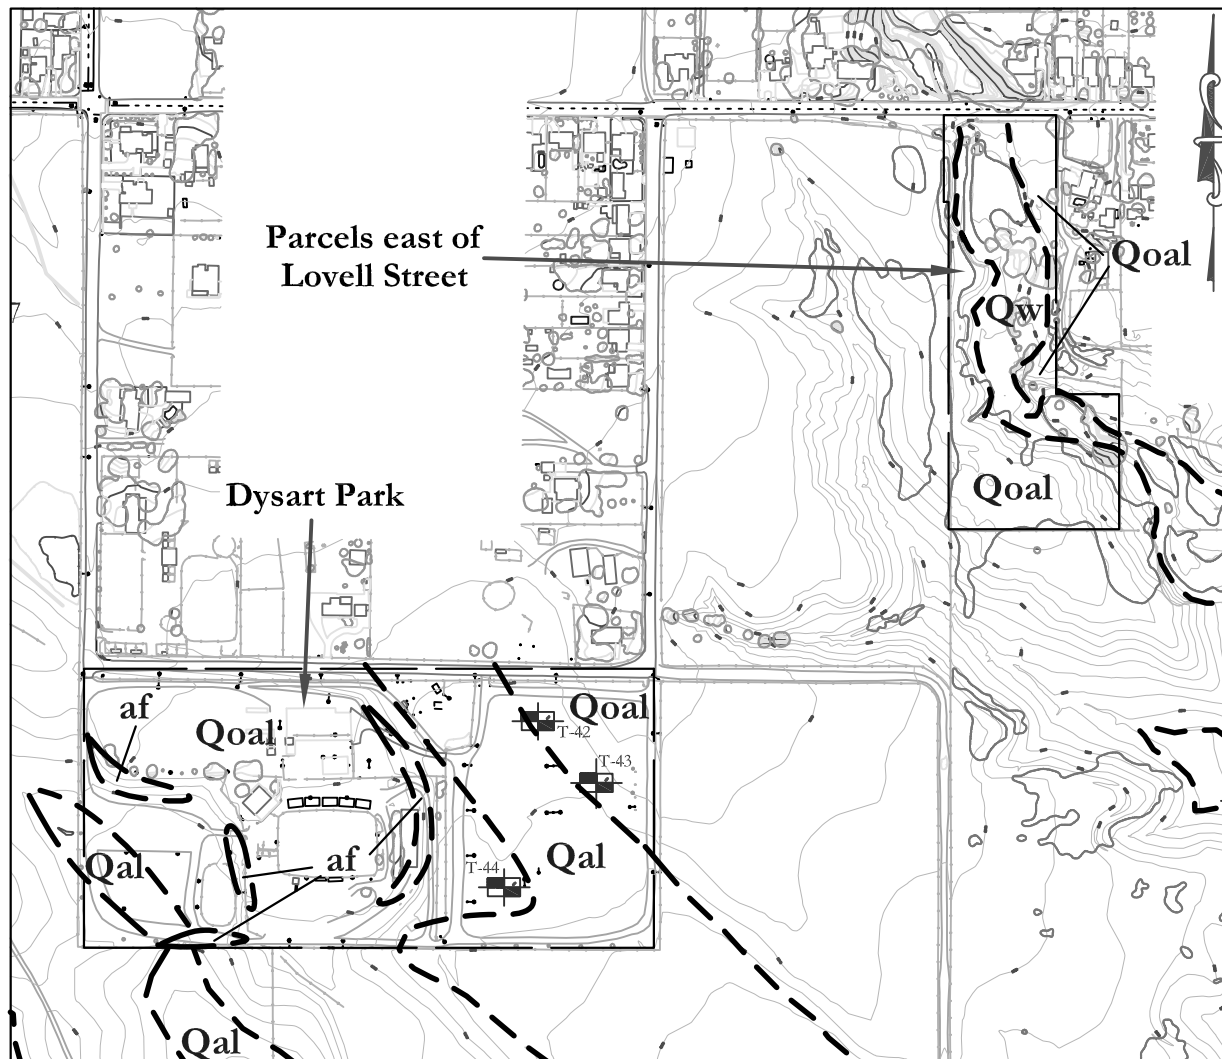 Parcels east of
Lovell Street
Qoal
Qw
7
Dysart Park
Qoal
af
Qoal
Qoal
T-42
T-43
Qal
af
T-44
Qal
Qal